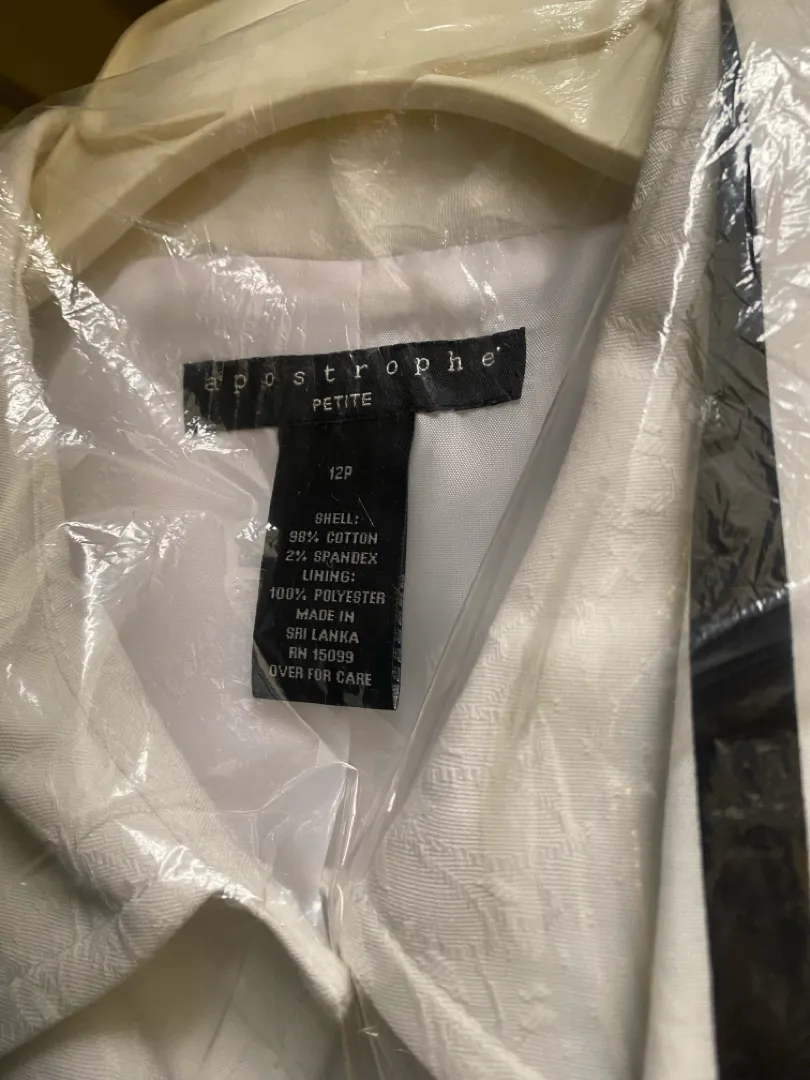 apostrophe
PETITE
12P
SHELL:
98% COTTON
2% SPANDEX
LINING:
100% POLYESTER
MADE IN
SRI LANKA
RN 15099
OVER FOR CARE